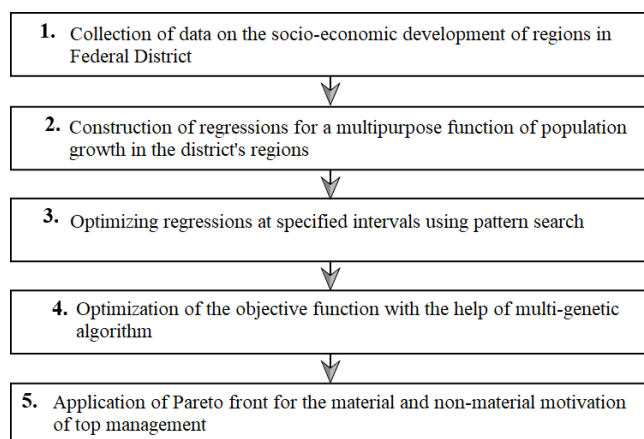 1. Collection of data on the socio-economic development of regions in
Federal District
2. Construction of regressions for a multipurpose function of population
growth in the district's regions
3. Optimizing regressions at specified intervals using pattern search
4. Optimization of the objective function with the help of multi-genetic
algorithm
5. Application of Pareto front for the material and non-material motivation
of top management